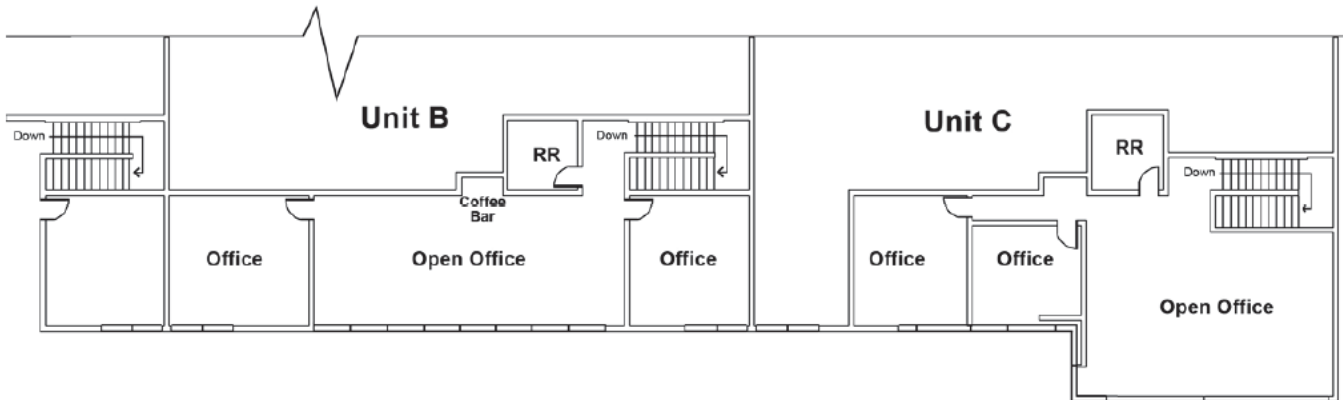 Unit B
Unit C
Down
Down
RR
RR
Down
Coffee
Bar
Office
Open Office
Office
Office
Office
Open Office